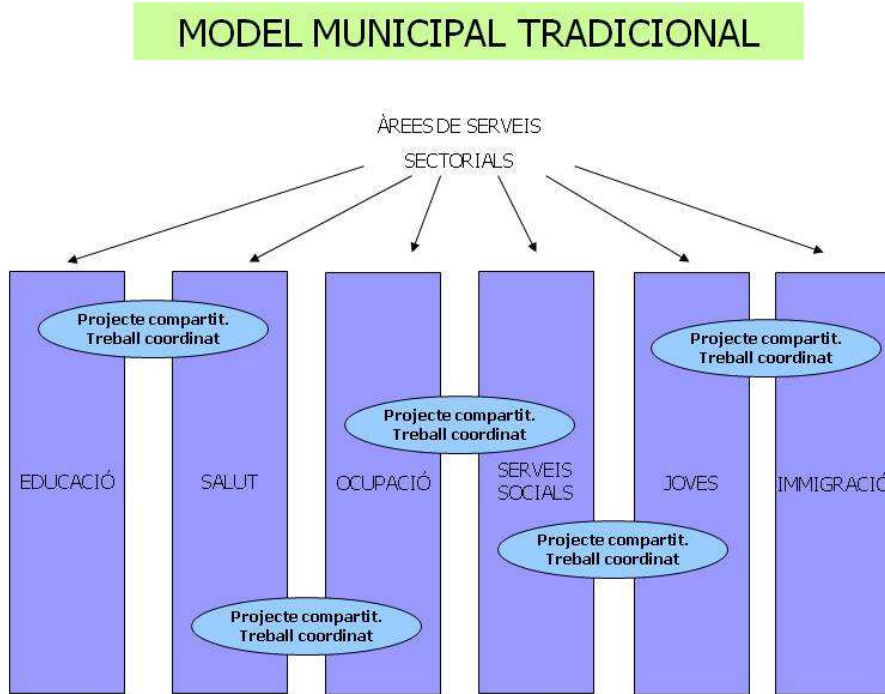 MODEL MUNICIPAL TRADICIONAL
ÀREES DE SERVEIS
SECTORIALS
Projecte compartit.
Treball coordinat
Projecte compartit.
Treball coordinat
Projecte compartit.
Treball coordinat
EDUCACIÓ
SALUT
OCUPACIÓ
SERVEIS
SOCIALS
JOVES
IMMIGRACIÓ
Projecte compartit.
Treball coordinat
Projecte compartit.
Treball coordinat